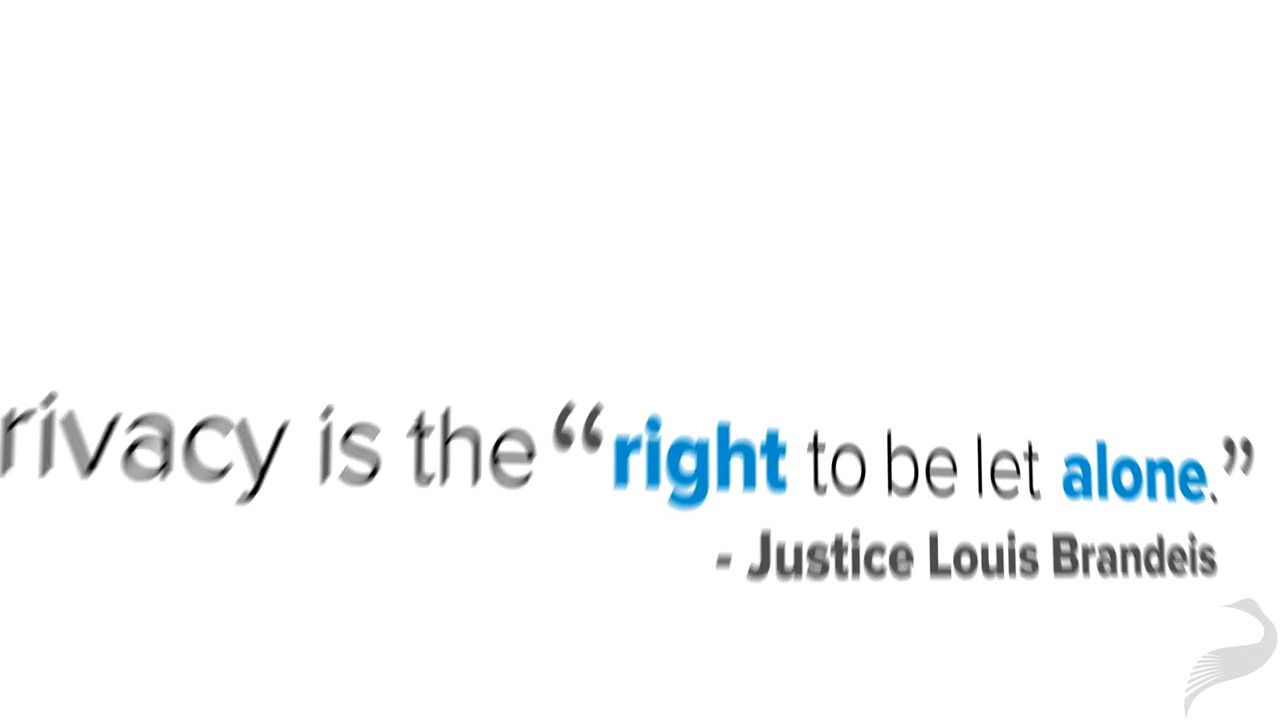 rivacy is the “right to be let alone.”
- Justice Louis Brandeis